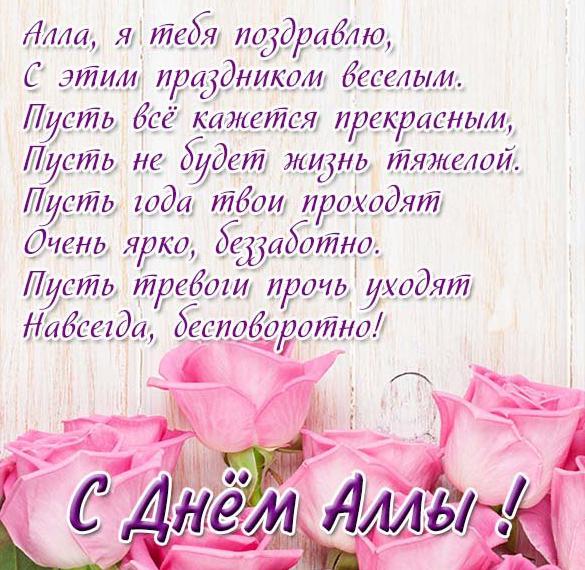 Алла, я тебя поздравлю,
С этим праздником веселым.
Пусть всё кажется прекрасным,
Пусть не будет жизнь тяжелой.
Пусть года твои проходят
Очень ярко, беззаботно.
Пусть тревоги прочь уходят
Навсегда, бесповоротно!
С Днём Аллы !